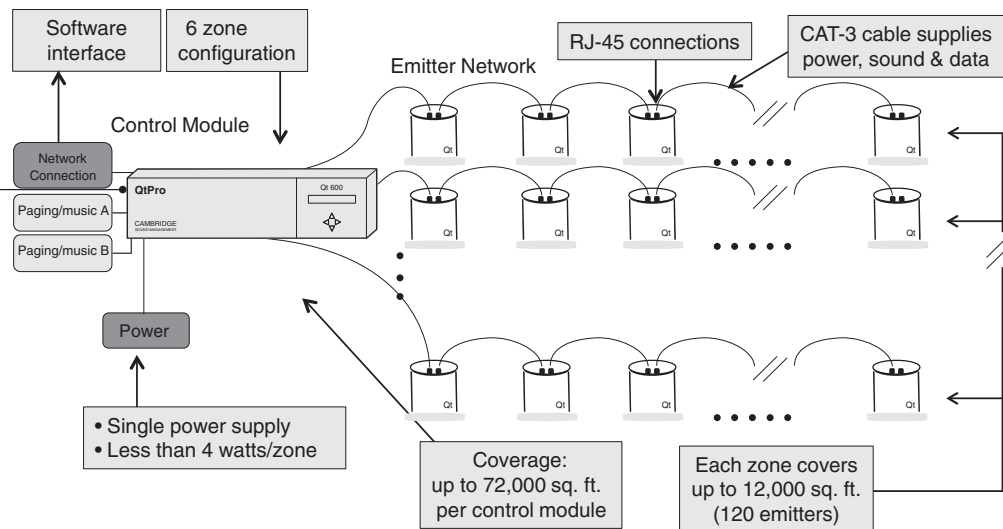 Software
interface
6 zone
configuration
RJ-45 connections
CAT-3 cable supplies
power, sound & data
Emitter Network
Control Module
Network
Connection
Paging/music A
Paging/music B
QtPro
Qt 600
CAMBRIDGE
SOUND MANAGEMENT
Qt
Qt
Qt
Qt
Qt
Qt
Qt
Qt
Power
Qt
Qt
Qt
Qt
• Single power supply
• Less than 4 watts/zone
Coverage:
up to 72,000 sq. ft.
per control module
Each zone covers
up to 12,000 sq. ft.
(120 emitters)